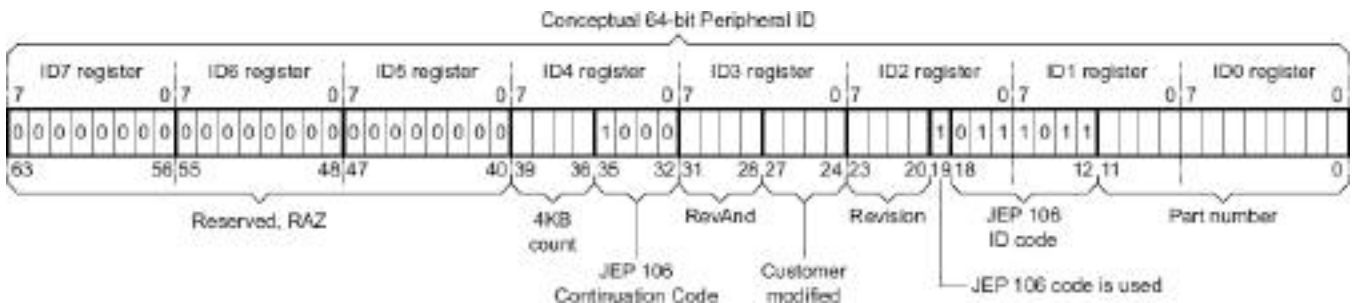 Conceptual 64-bit Peripheral ID
ID7 register ID6 register ID5 register ID4 register ID3 register ID2 register ID1 register ID0 register
7 0 7 0 7 0 7 0 7 0 7 0 7 0 7 0
0 0 0 0 0 0 0 0 0 0 0 0 0 0 0 0 0 0 0 0 0 0 0 0 1 0 0 0 1 0 1 1 1 0 1 1
63 56 55 48 47 40 39 36 35 32 31 28 27 24 23 20 19 18 12 11 0
Reserved, RAZ 4KB count RevAnd Revision JEP 106 ID code Part number
JEP 106 Continuation Code Customer modified JEP 106 code is used